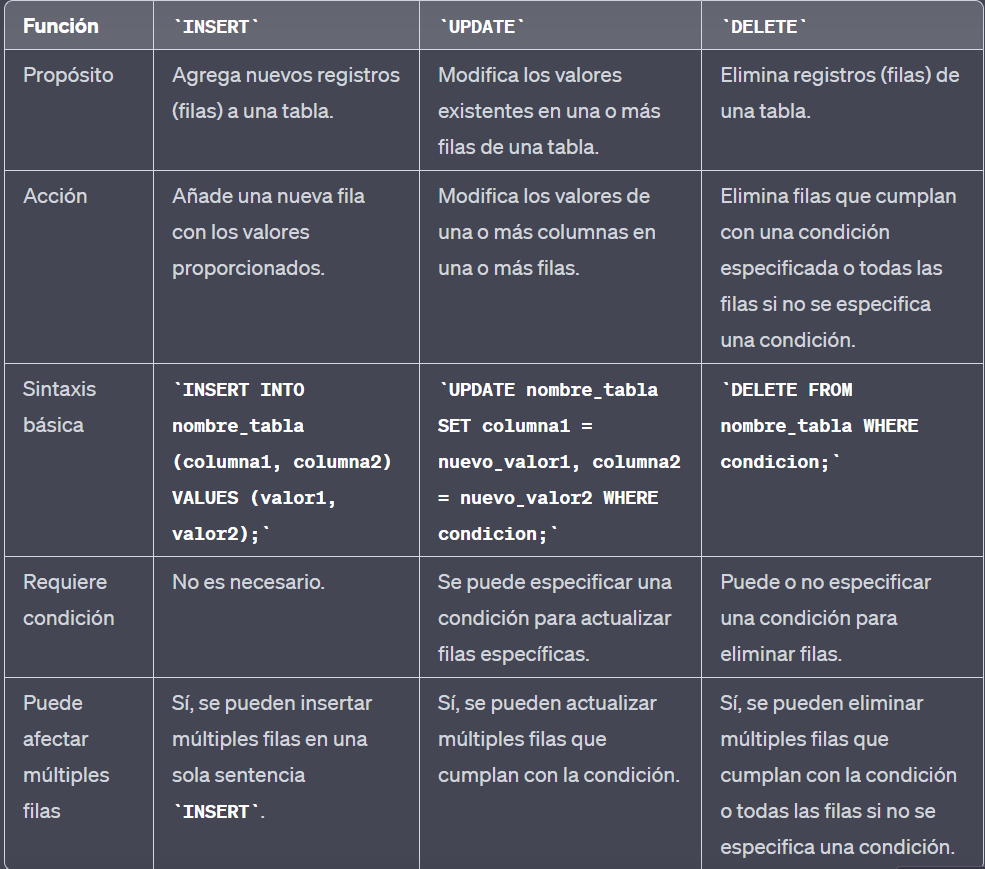 Función
`INSERT`
`UPDATE`
`DELETE`
Propósito
Agrega nuevos registros
(filas) a una tabla.
Modifica los valores
existentes en una o más
filas de una tabla.
Elimina registros (filas) de
una tabla.
Acción
Añade una nueva fila
con los valores
proporcionados.
Modifica los valores de
una o más columnas en
una o más filas.
Elimina filas que cumplan
con una condición
especificada o todas las
filas si no se especifica
una condición.
Sintaxis
básica
`INSERT INTO
nombre_tabla
(columna1, columna2)
VALUES (valor1,
valor2);`
`UPDATE nombre_tabla
SET columna1 =
nuevo_valor1, columna2
= nuevo_valor2 WHERE
condicion;`
`DELETE FROM
nombre_tabla WHERE
condicion;`
Requiere
condición
No es necesario.
Se puede especificar una
condición para actualizar
filas específicas.
Puede o no especificar
una condición para
eliminar filas.
Puede
afectar
múltiples
filas
Sí, se pueden insertar
múltiples filas en una
sola sentencia
`INSERT`.
Sí, se pueden actualizar
múltiples filas que
cumplan con la condición.
Sí, se pueden eliminar
múltiples filas que
cumplan con la condición
o todas las filas si no se
especifica una condición.